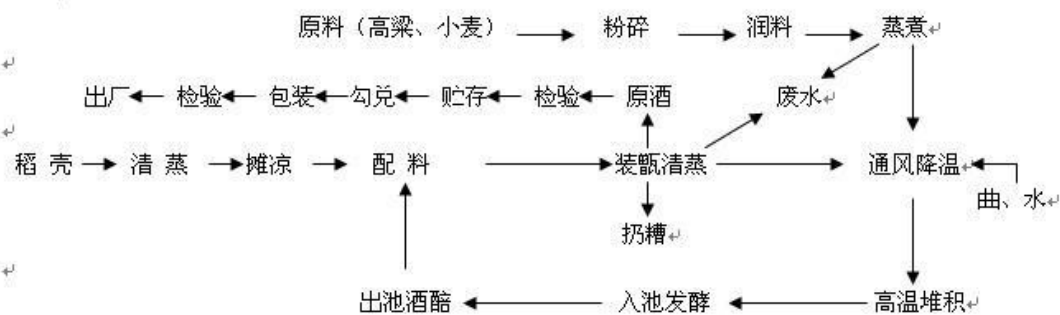 原料（高粱、小麦） 粉碎 润料 蒸煮
出厂 检验 包装 勾兑 贮存 检验 原酒 废水
稻 壳 清 蒸 摊凉 配 料 装甑清蒸 通风降温
曲、水
扔糟
出池酒醅 入池发酵 高温堆积